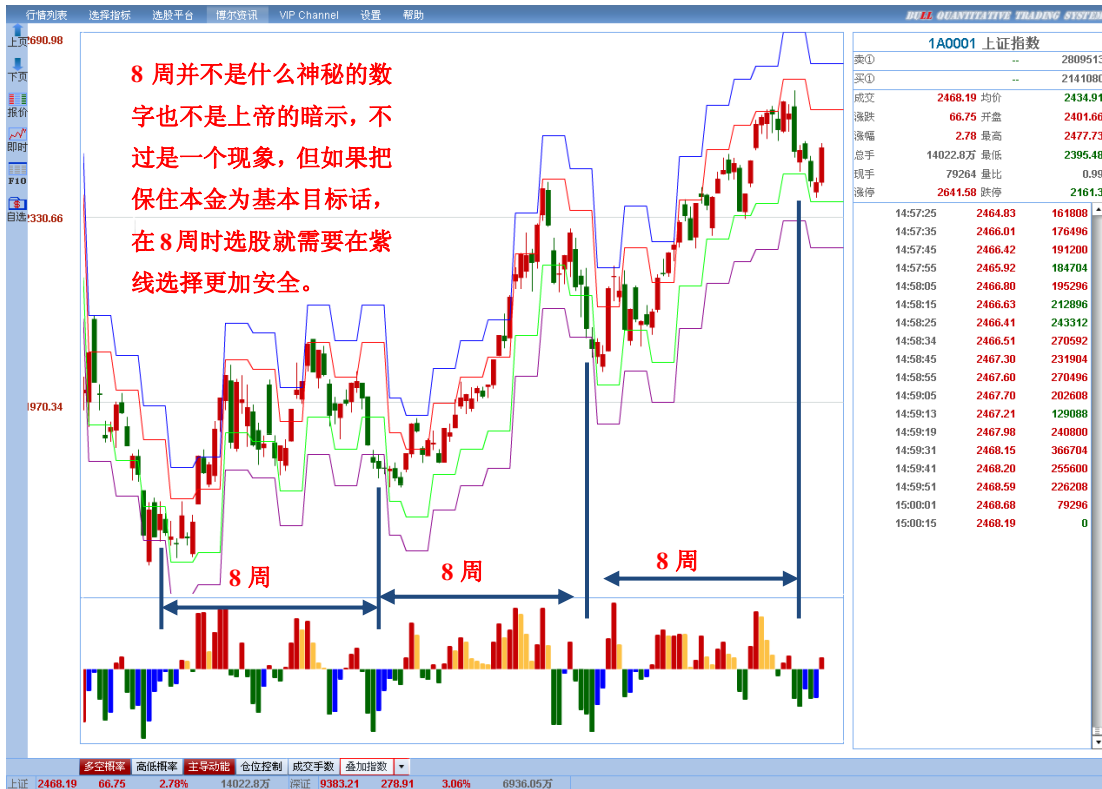 行情列表 选择指标 选股平台 博尔资讯 VIP Channel 设置 帮助 BULL QUANTITATIVE TRADING SYSTEM
上页
下页
报价
即时
F10
自选
2690.98
2330.66
1970.34
8 周并不是什么神秘的数
字也不是上帝的暗示，不
过是一个现象，但如果把
保住本金为基本目标话，
在 8 周时选股就需要在紫
线选择更加安全。
8 周
8 周
8 周
1A0001 上证指数
卖① -- 2809513
买① -- 2141080
成交 2468.19 均价 2434.91
涨跌 66.75 开盘 2401.66
涨幅 2.78 最高 2477.73
总手 14022.8万 最低 2395.48
现手 79264 量比 0.99
涨停 2641.58 跌停 2161.3
14:57:25 2464.83 161808
14:57:35 2466.01 176496
14:57:45 2466.42 191200
14:57:55 2465.92 184704
14:58:05 2466.80 195296
14:58:15 2466.63 212896
14:58:25 2466.41 243312
14:58:34 2466.51 270592
14:58:45 2467.30 231904
14:58:55 2467.60 270496
14:59:05 2467.70 202608
14:59:13 2467.21 129088
14:59:19 2467.98 240800
14:59:31 2468.15 366704
14:59:41 2468.20 255600
14:59:51 2468.59 226208
15:00:01 2468.68 79296
15:00:15 2468.19 0
多空概率 高低概率 主导动能 仓位控制 成交手数 叠加指数
上证 2468.19 66.75 2.78% 14022.8万 深证 9383.21 278.91 3.06% 6936.05万